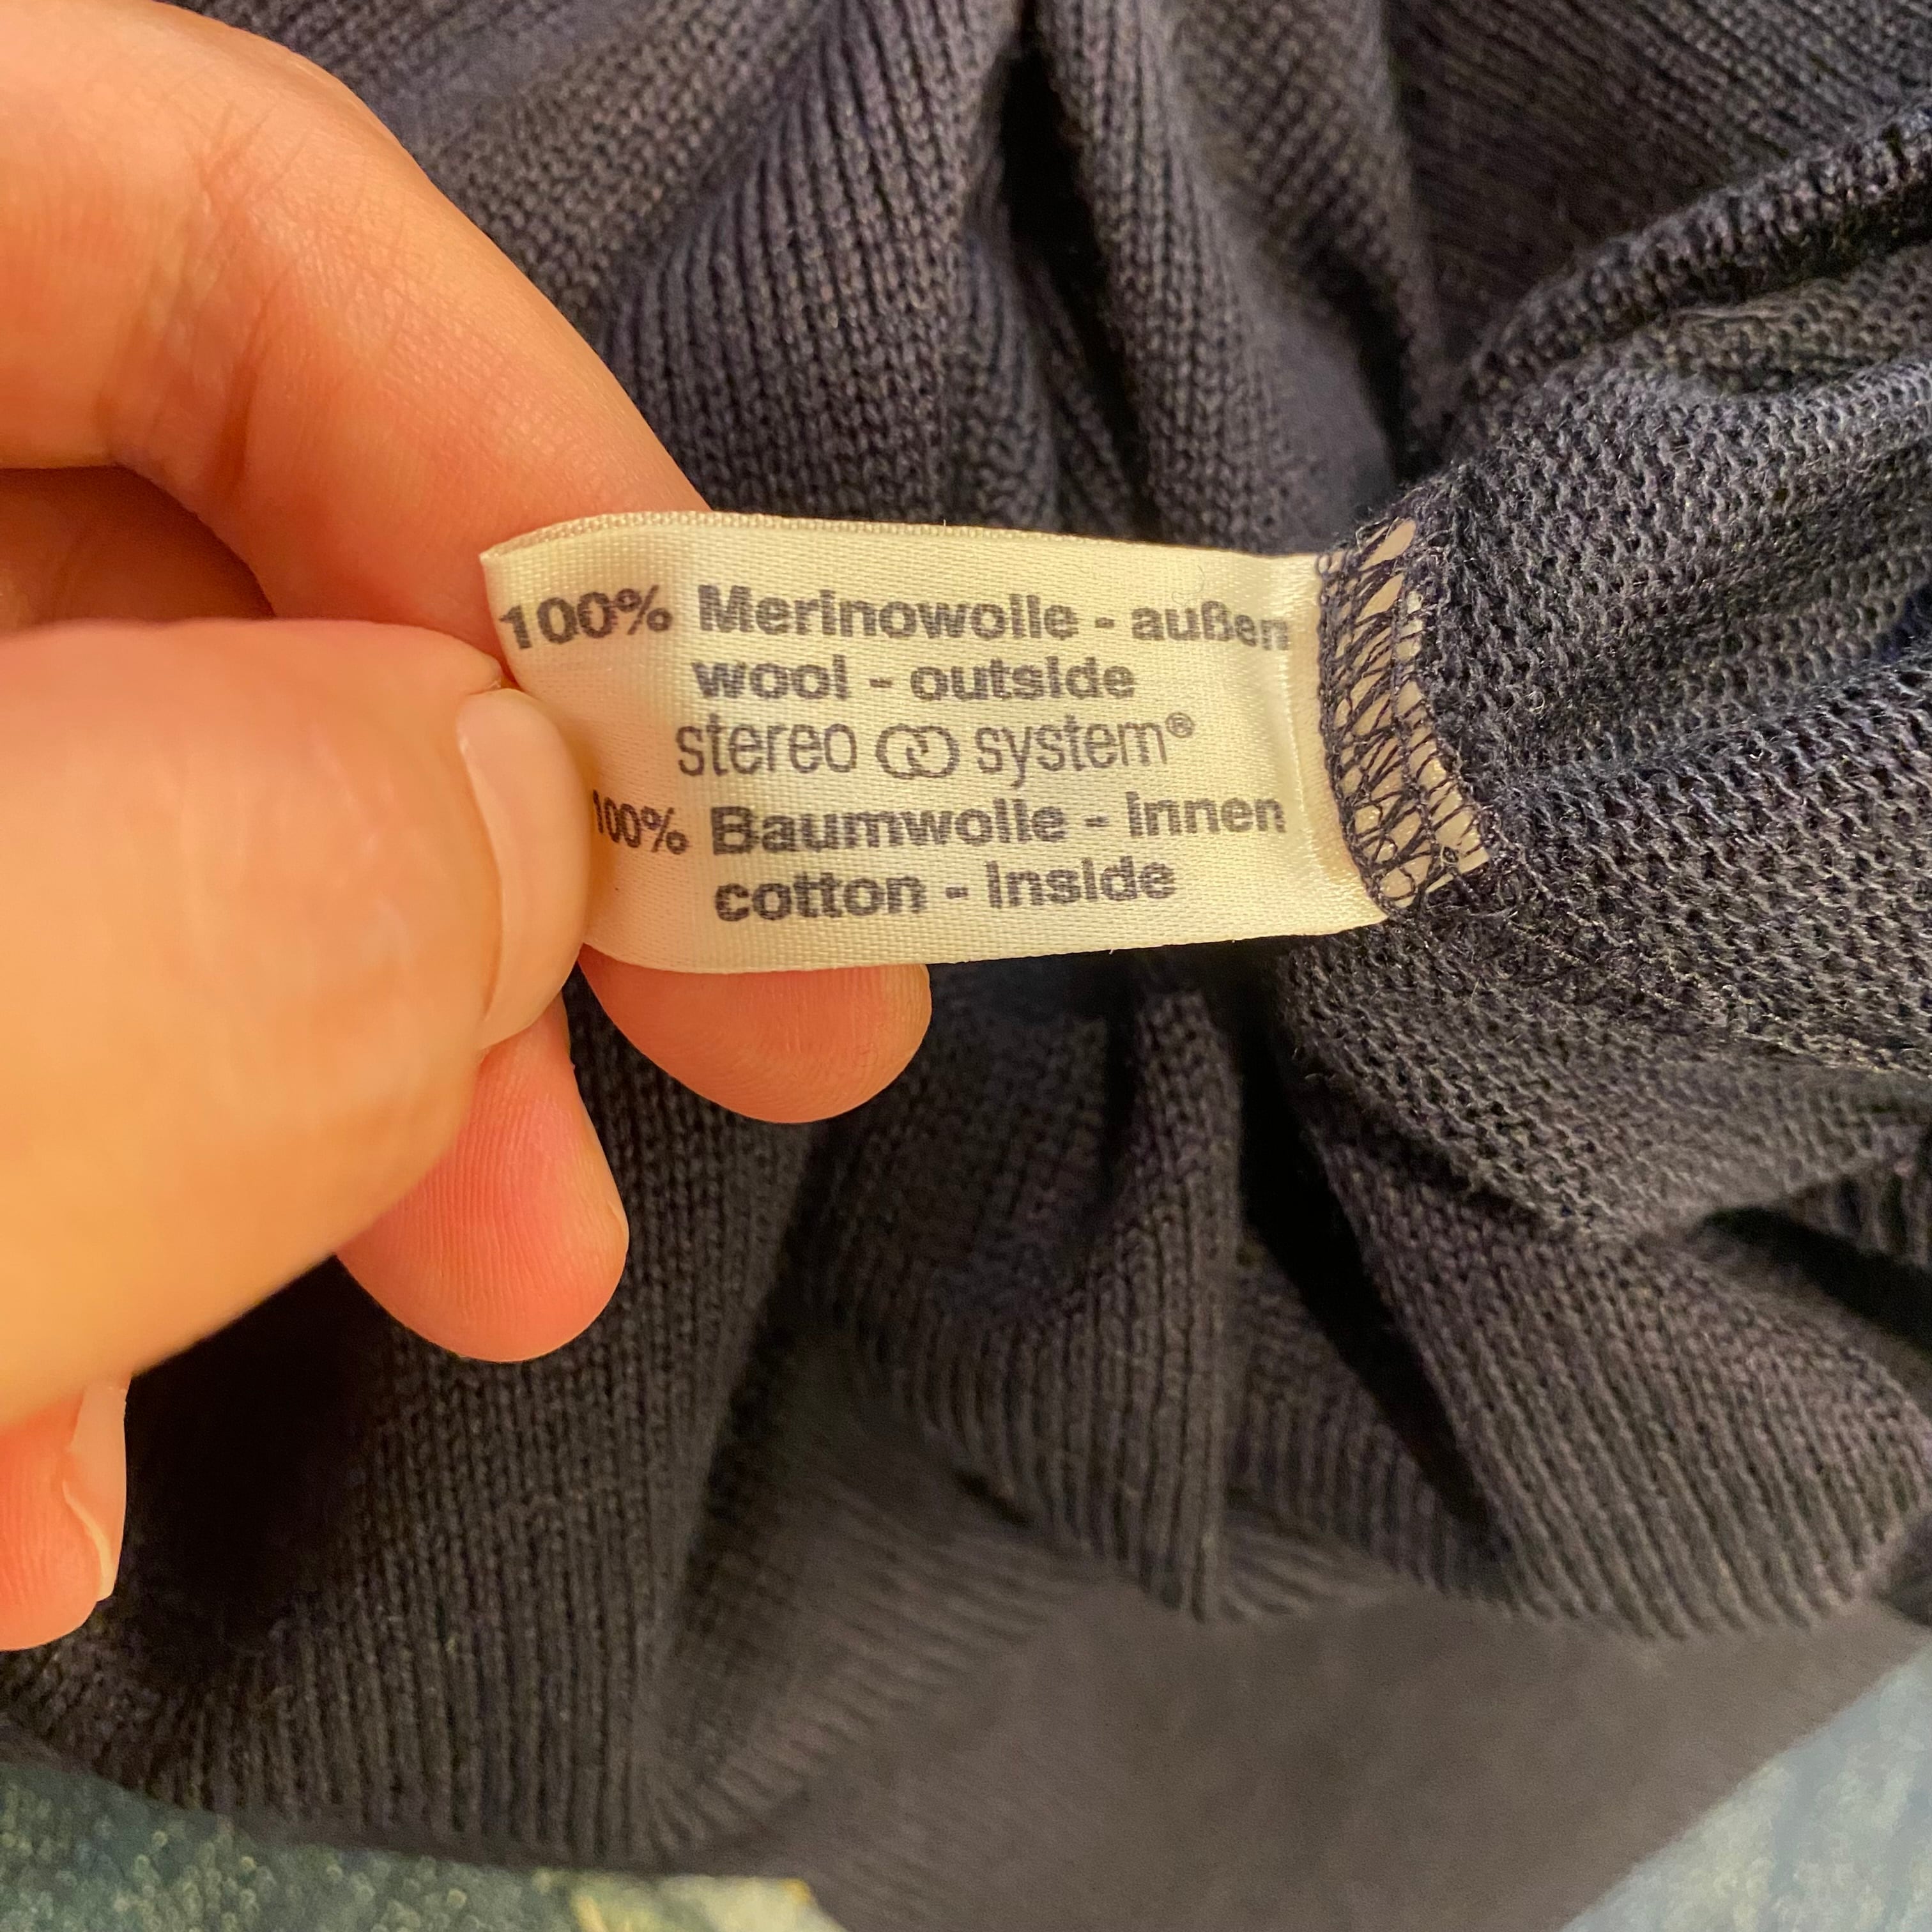 100% Merinowolle - außen
wool - outside
stereo system®
100% Baumwolle - innen
cotton - inside